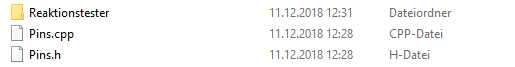 Reaktionstester 11.12.2018 12:31 Dateiordner
Pins.cpp 11.12.2018 12:28 CPP-Datei
Pins.h 11.12.2018 12:28 H-Datei